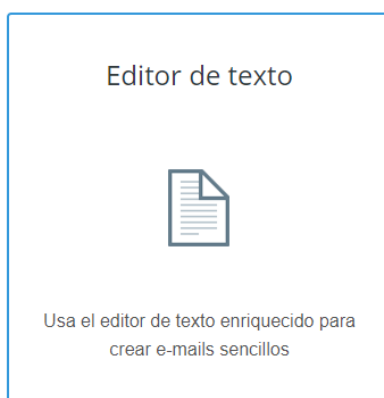 Editor de texto
Usa el editor de texto enriquecido para
crear e-mails sencillos